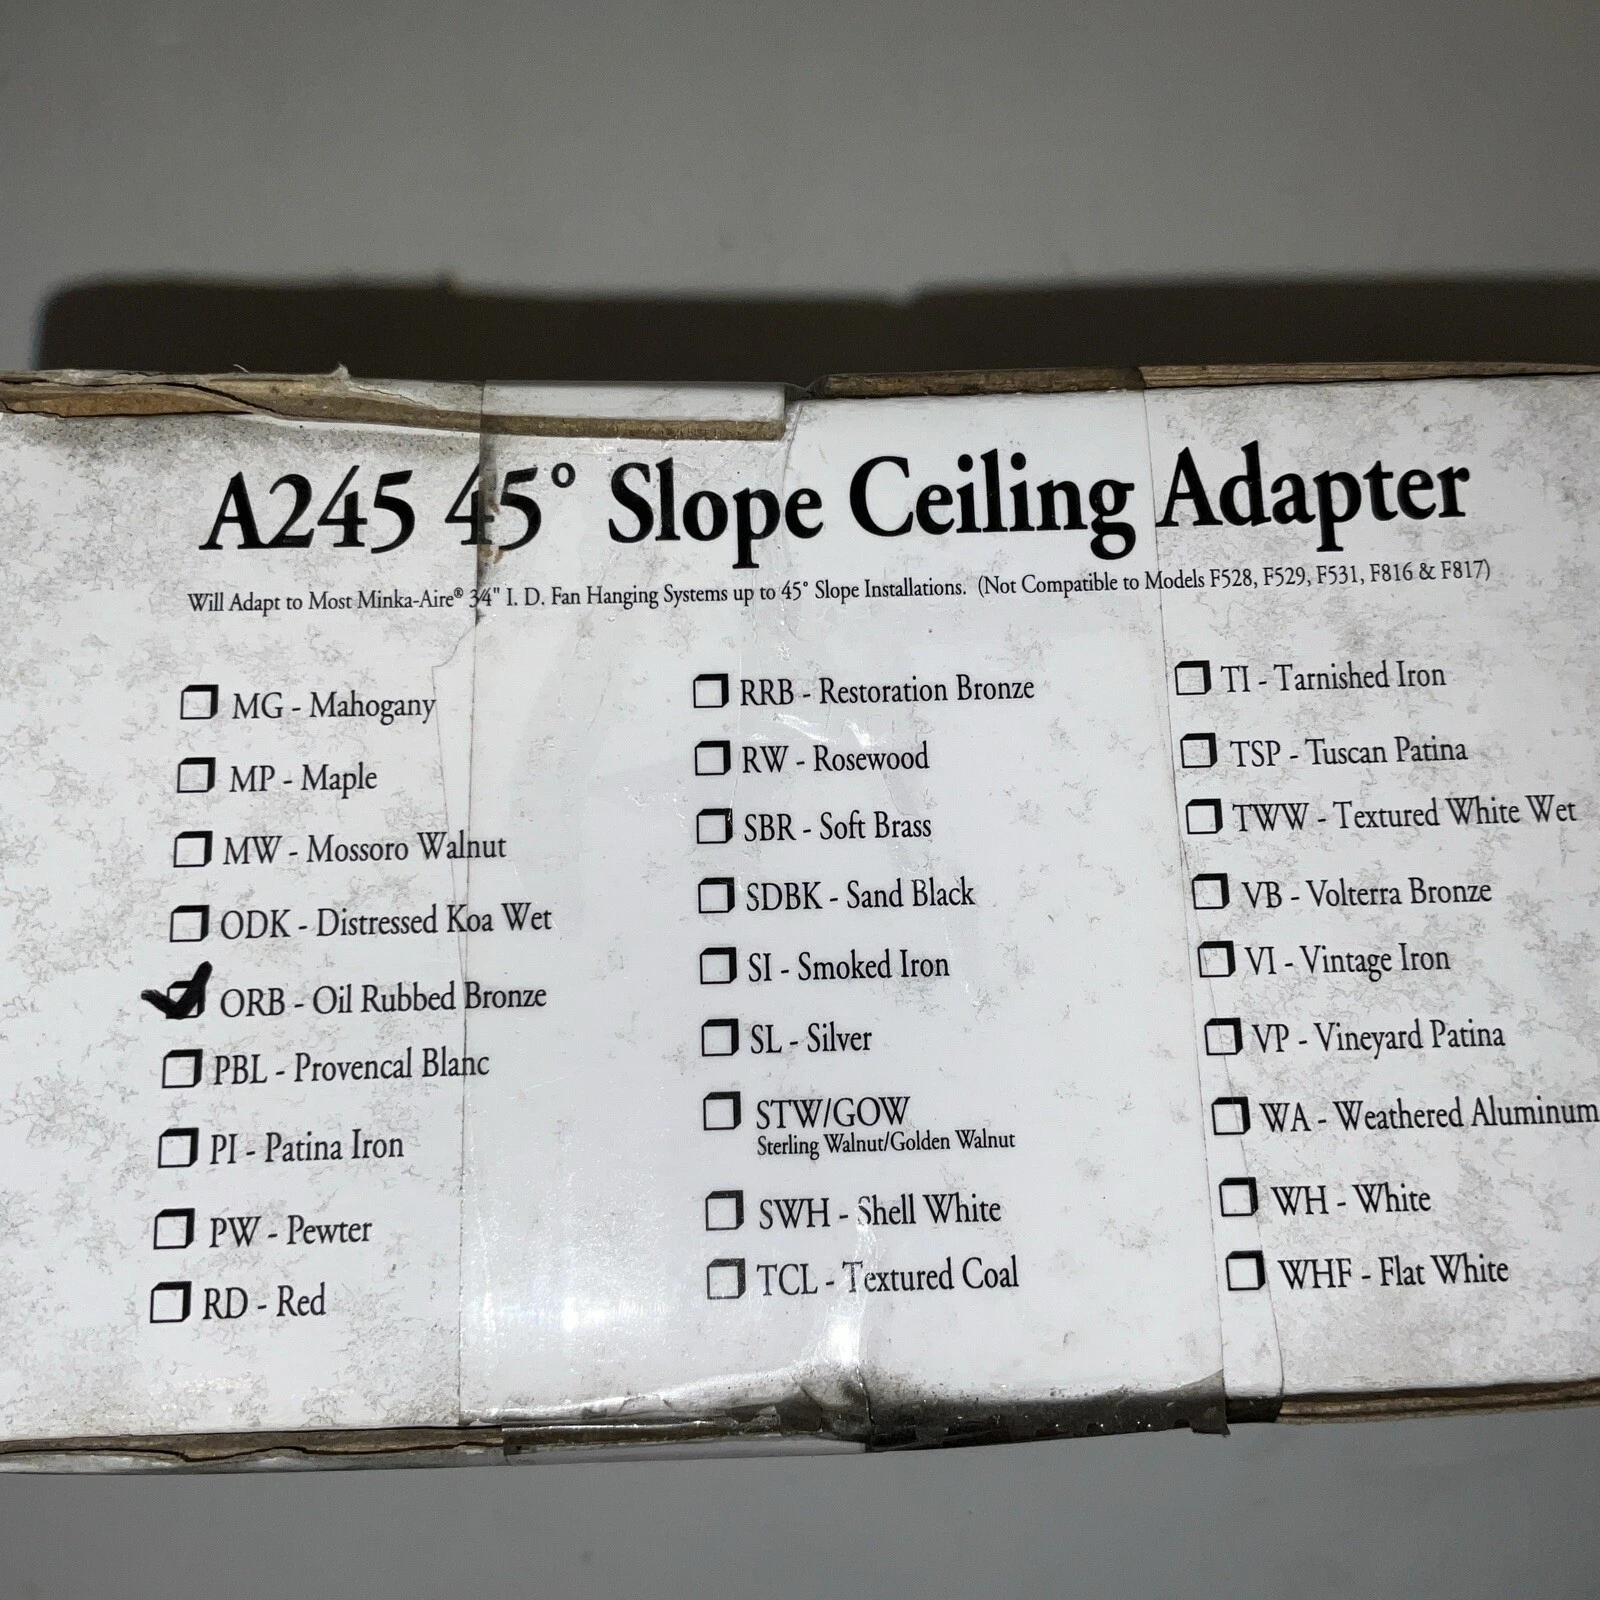 A245 45° Slope Ceiling Adapter
Will Adapt to Most Minka-Aire® 3⁄4" I. D. Fan Hanging Systems up to 45° Slope Installations. (Not Compatible to Models F528, F529, F531, F816 & F817)
MG - Mahogany
MP - Maple
MW - Mossoro Walnut
ODK - Distressed Koa Wet
ORB - Oil Rubbed Bronze
PBL - Provencal Blanc
PI - Patina Iron
PW - Pewter
RD - Red
RRB - Restoration Bronze
RW - Rosewood
SBR - Soft Brass
SDBK - Sand Black
SI - Smoked Iron
SL - Silver
STW/GOW
Sterling Walnut/Golden Walnut
SWH - Shell White
TCL - Textured Coal
TI - Tarnished Iron
TSP - Tuscan Patina
TWW - Textured White Wet
VB - Volterra Bronze
VI - Vintage Iron
VP - Vineyard Patina
WA - Weathered Aluminum
WH - White
WHF - Flat White